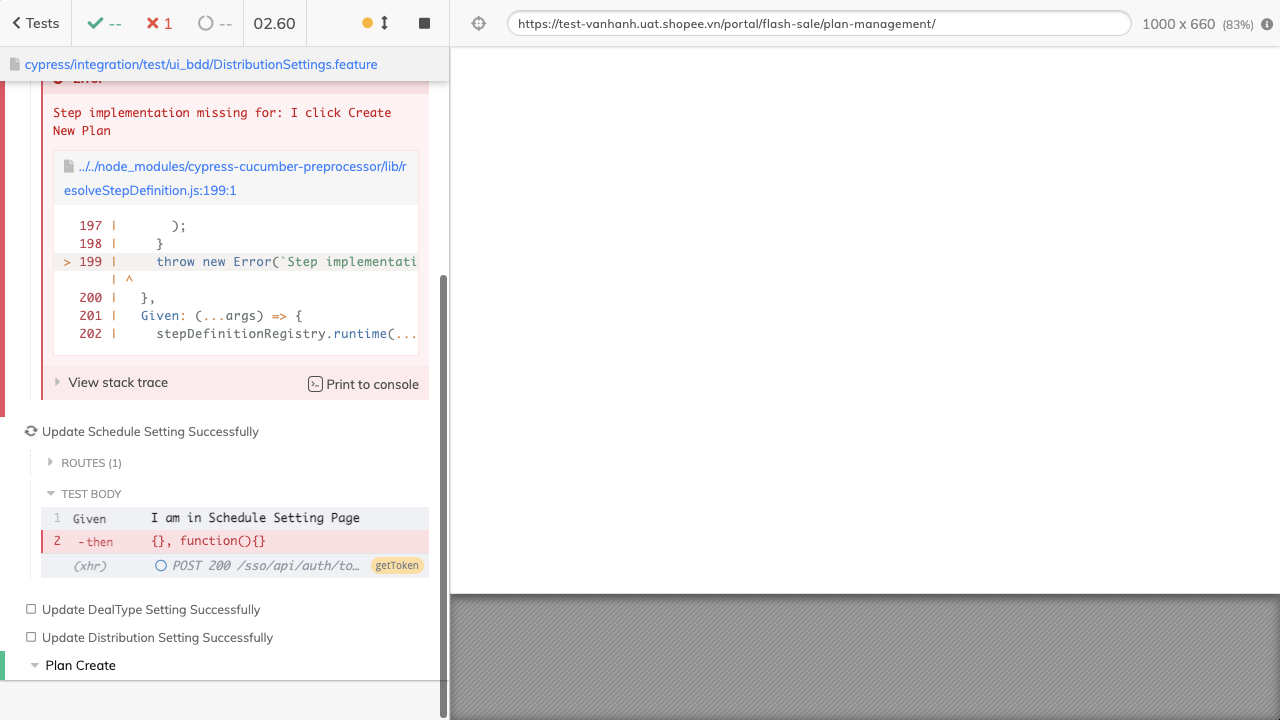 Tests
--
1
--
02.60
https://test-vanhanh.uat.shopee.vn/portal/flash-sale/plan-management/
1000 x 660 (83%)
cypress/integration/test/ui_bdd/DistributionSettings.feature
Error
Step implementation missing for: I click Create
New Plan
../../node_modules/cypress-cucumber-preprocessor/lib/r
esolveStepDefinition.js:199:1
197 | );
198 | }
> 199 | throw new Error(`Step implementati
| ^
200 | },
201 | Given: (...args) => {
202 | stepDefinitionRegistry.runtime(...
View stack trace
Print to console
Update Schedule Setting Successfully
ROUTES (1)
TEST BODY
1 Given I am in Schedule Setting Page
2 -then {}, function(){}
(xhr) POST 200 /sso/api/auth/to... getToken
Update DealType Setting Successfully
Update Distribution Setting Successfully
Plan Create